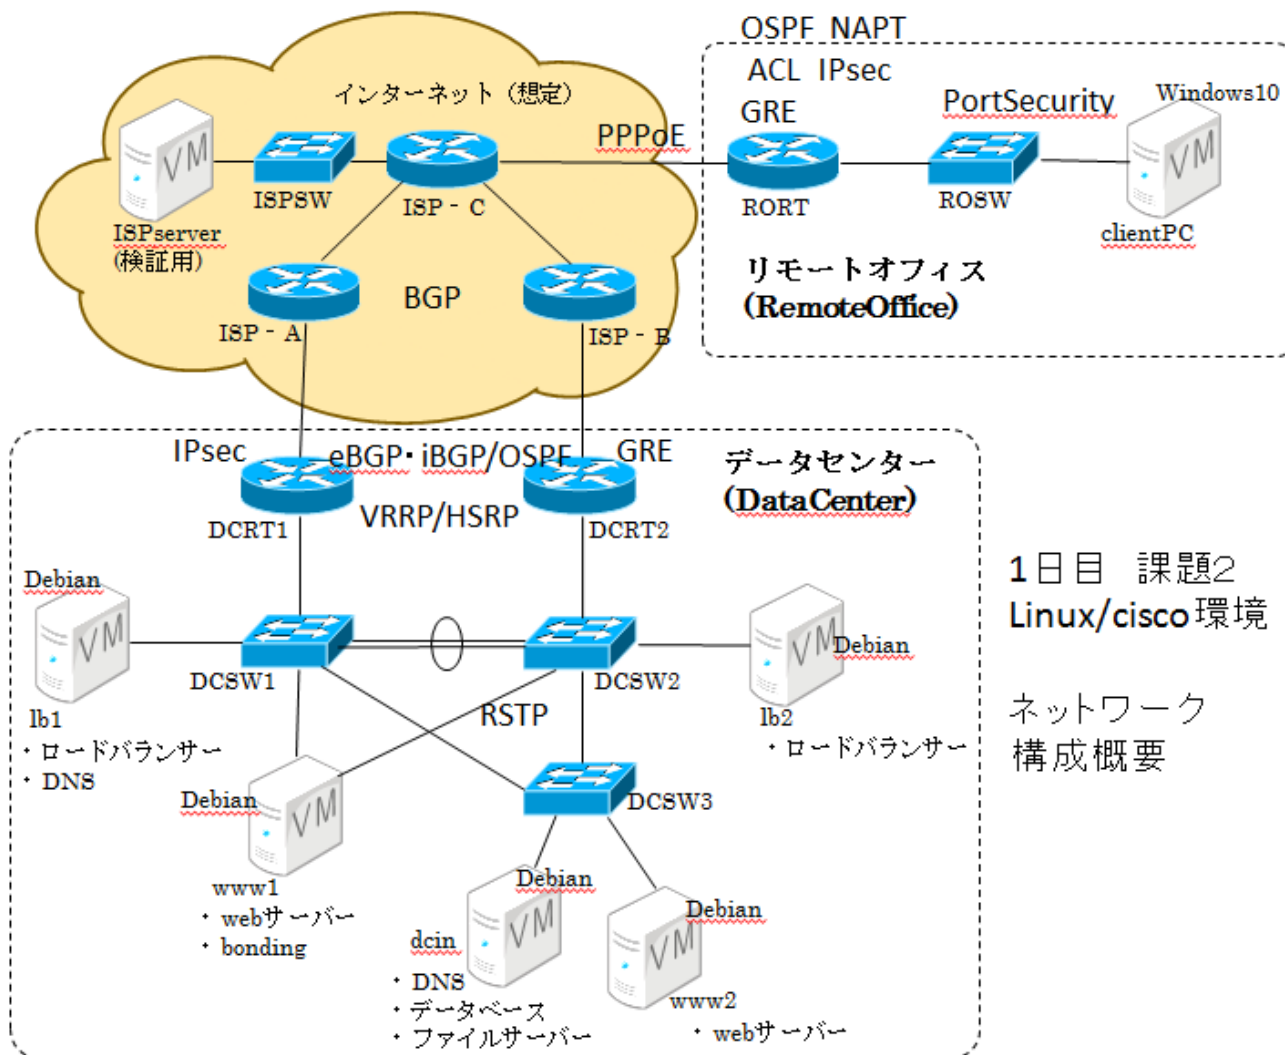 OSPF NAPT
ACL IPsec
GRE
PortSecurity
Windows10
インターネット（想定）
PPPoE
VM
VM
ISPSW
ISP - C
RORT
ROSW
clientPC
ISPserver
(検証用)
リモートオフィス
(RemoteOffice)
BGP
ISP - A
ISP - B
IPsec
eBGP・iBGP/OSPF
GRE
データセンター
(DataCenter)
DCRT1
VRRP/HSRP
DCRT2
1日目 課題2
Linux/cisco環境
ネットワーク
構成概要
Debian
VM
VM
Debian
DCSW1
DCSW2
lb1
・ロードバランサー
・DNS
RSTP
lb2
・ロードバランサー
Debian
VM
DCSW3
www1
・webサーバー
・bonding
Debian
VM
dcin
・DNS
・データベース
・ファイルサーバー
Debian
VM
www2
・webサーバー